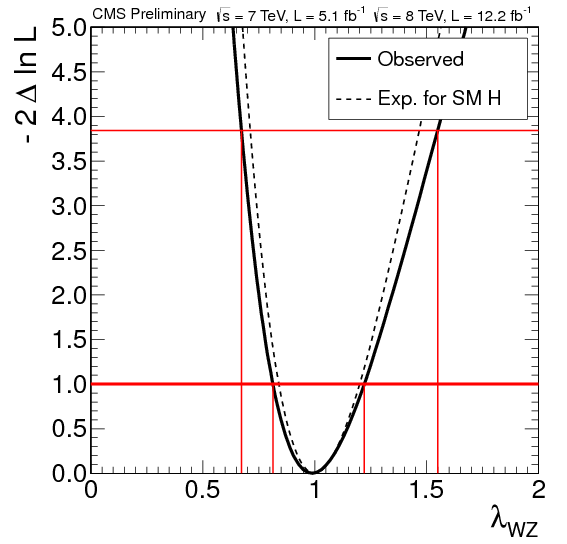 CMS Preliminary √s = 7 TeV, L = 5.1 fb⁻¹ √s = 8 TeV, L = 12.2 fb⁻¹
- 2 Δ ln L
Observed
Exp. for SM H
5.0
4.5
4.0
3.5
3.0
2.5
2.0
1.5
1.0
0.5
0.0
0 0.5 1 1.5 2
λ_WZ